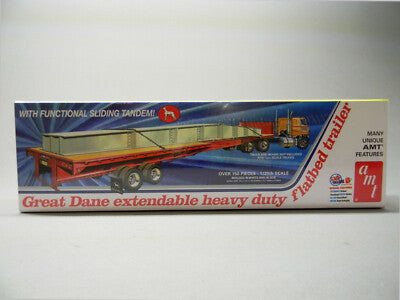 WITH FUNCTIONAL SLIDING TANDEM!
OVER 152 PIECES • 1/25th SCALE
MANY
UNIQUE
AMT
FEATURES
amt
Great Dane extendable heavy duty
flatbed trailer